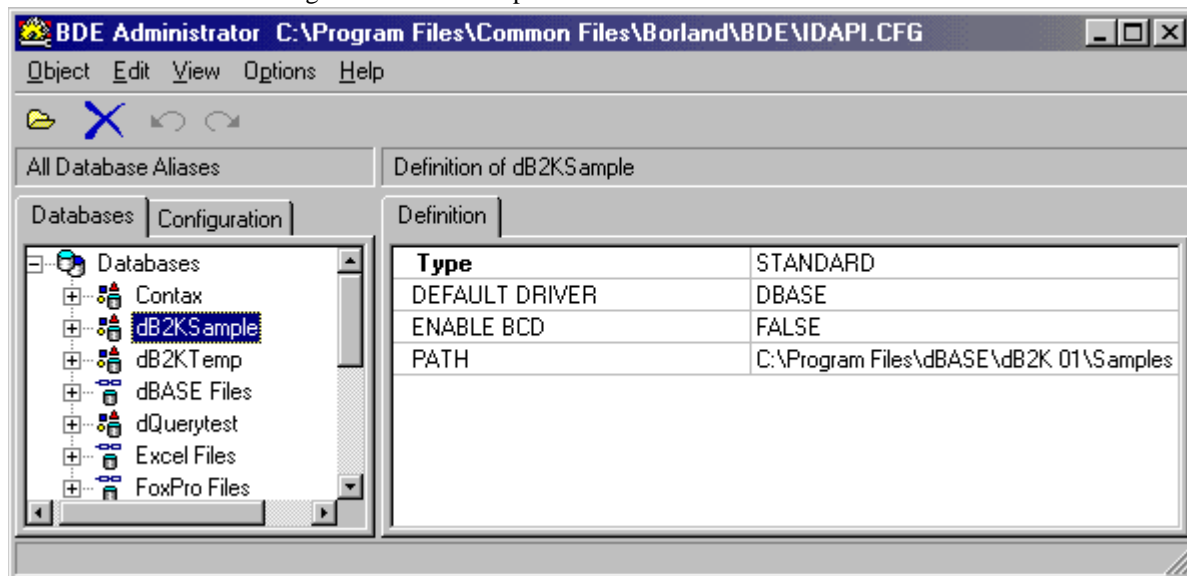 BDE Administrator C:\Program Files\Common Files\Borland\BDE\IDAPI.CFG
Object Edit View Options Help
All Database Aliases
Definition of dB2KSample
Databases Configuration
Definition
Databases
Contax
dB2KSample
dB2KTemp
dBASE Files
dQuerytest
Excel Files
FoxPro Files
Type STANDARD
DEFAULT DRIVER DBASE
ENABLE BCD FALSE
PATH C:\Program Files\dBASE\dB2K 01\Samples